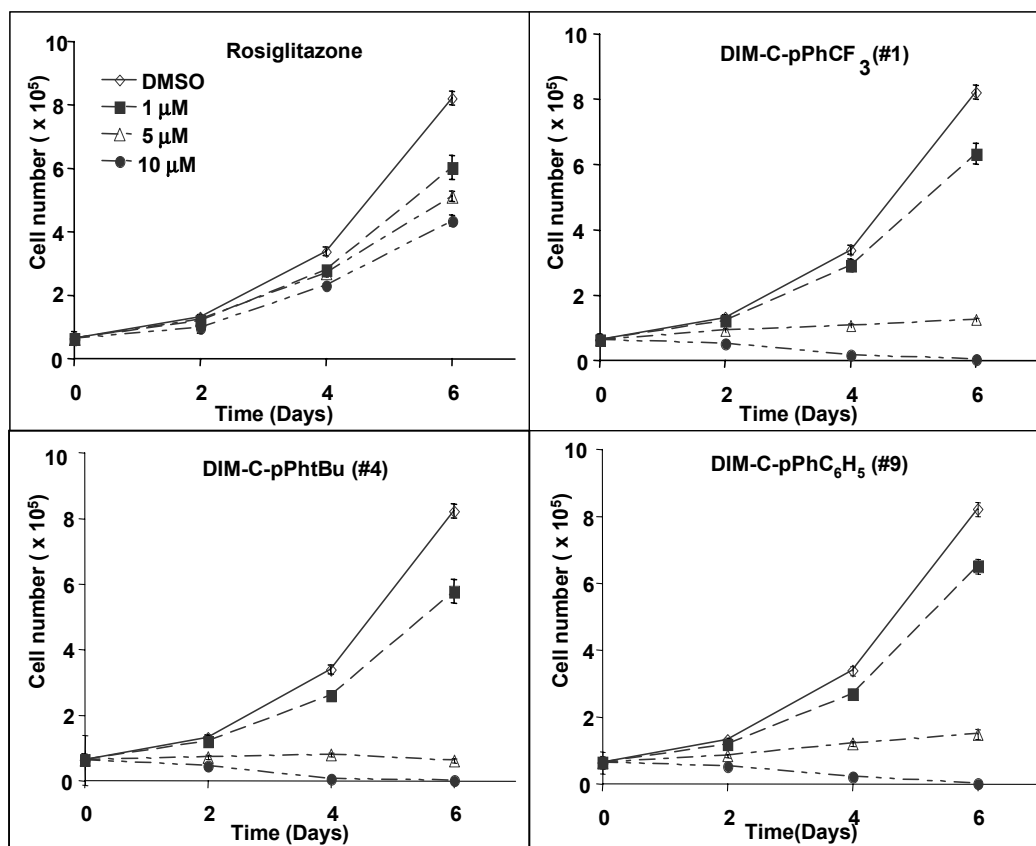 Rosiglitazone
DMSO
1 μM
5 μM
10 μM
Cell number ( x 10⁵)
10
8
6
4
2
0
0 2 4 6
Time (Days)
DIM-C-pPhCF₃(#1)
Cell number ( x 10⁵)
10
8
6
4
2
0
0 2 4 6
Time (Days)
DIM-C-pPhtBu (#4)
Cell number ( x 10⁵)
10
8
6
4
2
0
0 2 4 6
Time (Days)
DIM-C-pPhC₆H₅ (#9)
Cell number ( x 10⁵)
10
8
6
4
2
0
0 2 4 6
Time(Days)